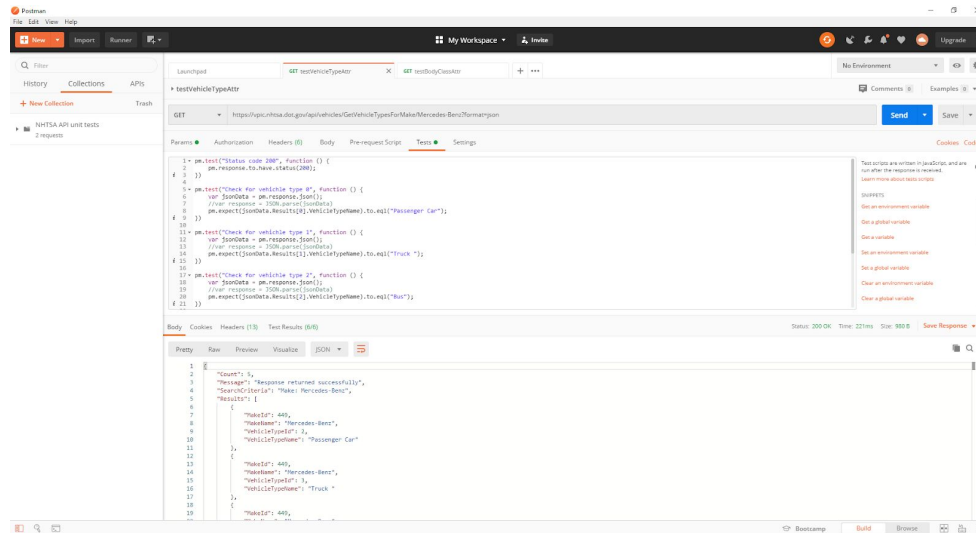 Postman
File Edit View Help
New Import Runner My Workspace Invite Upgrade
Filter
History Collections APIs
+ New Collection Trash
NHTSA API unit tests
2 requests
Launchpad GET testVehicleTypeAttr GET testBodyClassAttr No Environment
testVehicleTypeAttr Comments 0 Examples 0
GET https://vpic.nhtsa.dot.gov/api/vehicles/GetVehicleTypesForMake/Mercedes-Benz?format=json Send Save
Params Authorization Headers (6) Body Pre-request Script Tests Settings Cookies Code
1 pm.test("Status code 200", function () {
2 pm.response.to.have.status(200);
3 })
4
5 pm.test("Check for vehichle type 0", function () {
6 var jsonData = pm.response.json();
7 //var response = JSON.parse(jsonData)
8 pm.expect(jsonData.Results[0].VehicleTypeName).to.eql("Passenger Car");
9 })
10
11 pm.test("Check for vehichle type 1", function () {
12 var jsonData = pm.response.json();
13 //var response = JSON.parse(jsonData)
14 pm.expect(jsonData.Results[1].VehicleTypeName).to.eql("Truck ");
15 })
16
17 pm.test("Check for vehichle type 2", function () {
18 var jsonData = pm.response.json();
19 //var response = JSON.parse(jsonData)
20 pm.expect(jsonData.Results[2].VehicleTypeName).to.eql("Bus");
21 })
Test scripts are written in JavaScript, and are
run after the response is received.
Learn more about tests scripts
SNIPPETS
Get an environment variable
Get a global variable
Get a variable
Set an environment variable
Set a global variable
Clear an environment variable
Clear a global variable
Body Cookies Headers (13) Test Results (6/6) Status: 200 OK Time: 221ms Size: 980 B Save Response
Pretty Raw Preview Visualize JSON
1 {
2 "Count": 5,
3 "Message": "Response returned successfully",
4 "SearchCriteria": "Make: Mercedes-Benz",
5 "Results": [
6 {
7 "MakeId": 449,
8 "MakeName": "Mercedes-Benz",
9 "VehicleTypeId": 2,
10 "VehicleTypeName": "Passenger Car"
11 },
12 {
13 "MakeId": 449,
14 "MakeName": "Mercedes-Benz",
15 "VehicleTypeId": 3,
16 "VehicleTypeName": "Truck "
17 },
18 {
19 "MakeId": 449,
Bootcamp Build Browse